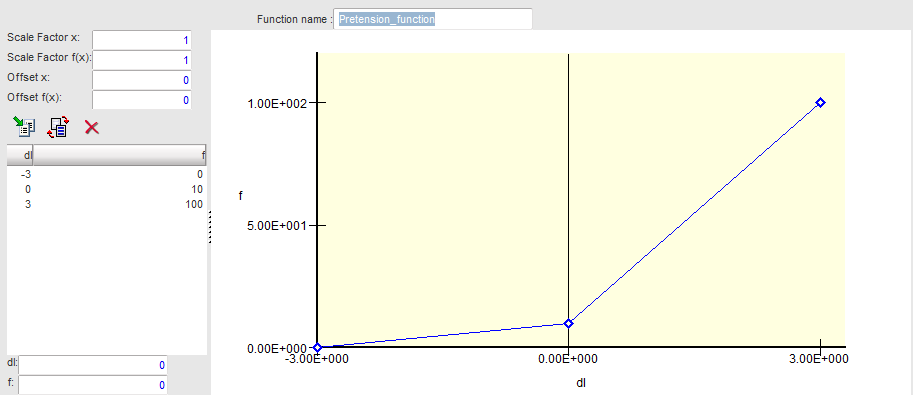 Function name :
Pretension_function
Scale Factor x:
1
Scale Factor f(x):
1
Offset x:
0
Offset f(x):
0
dl f
-3 0
0 10
3 100
dl:
0
f:
0
1.00E+002
f
5.00E+001
0.00E+000
-3.00E+000 0.00E+000 3.00E+000
dl